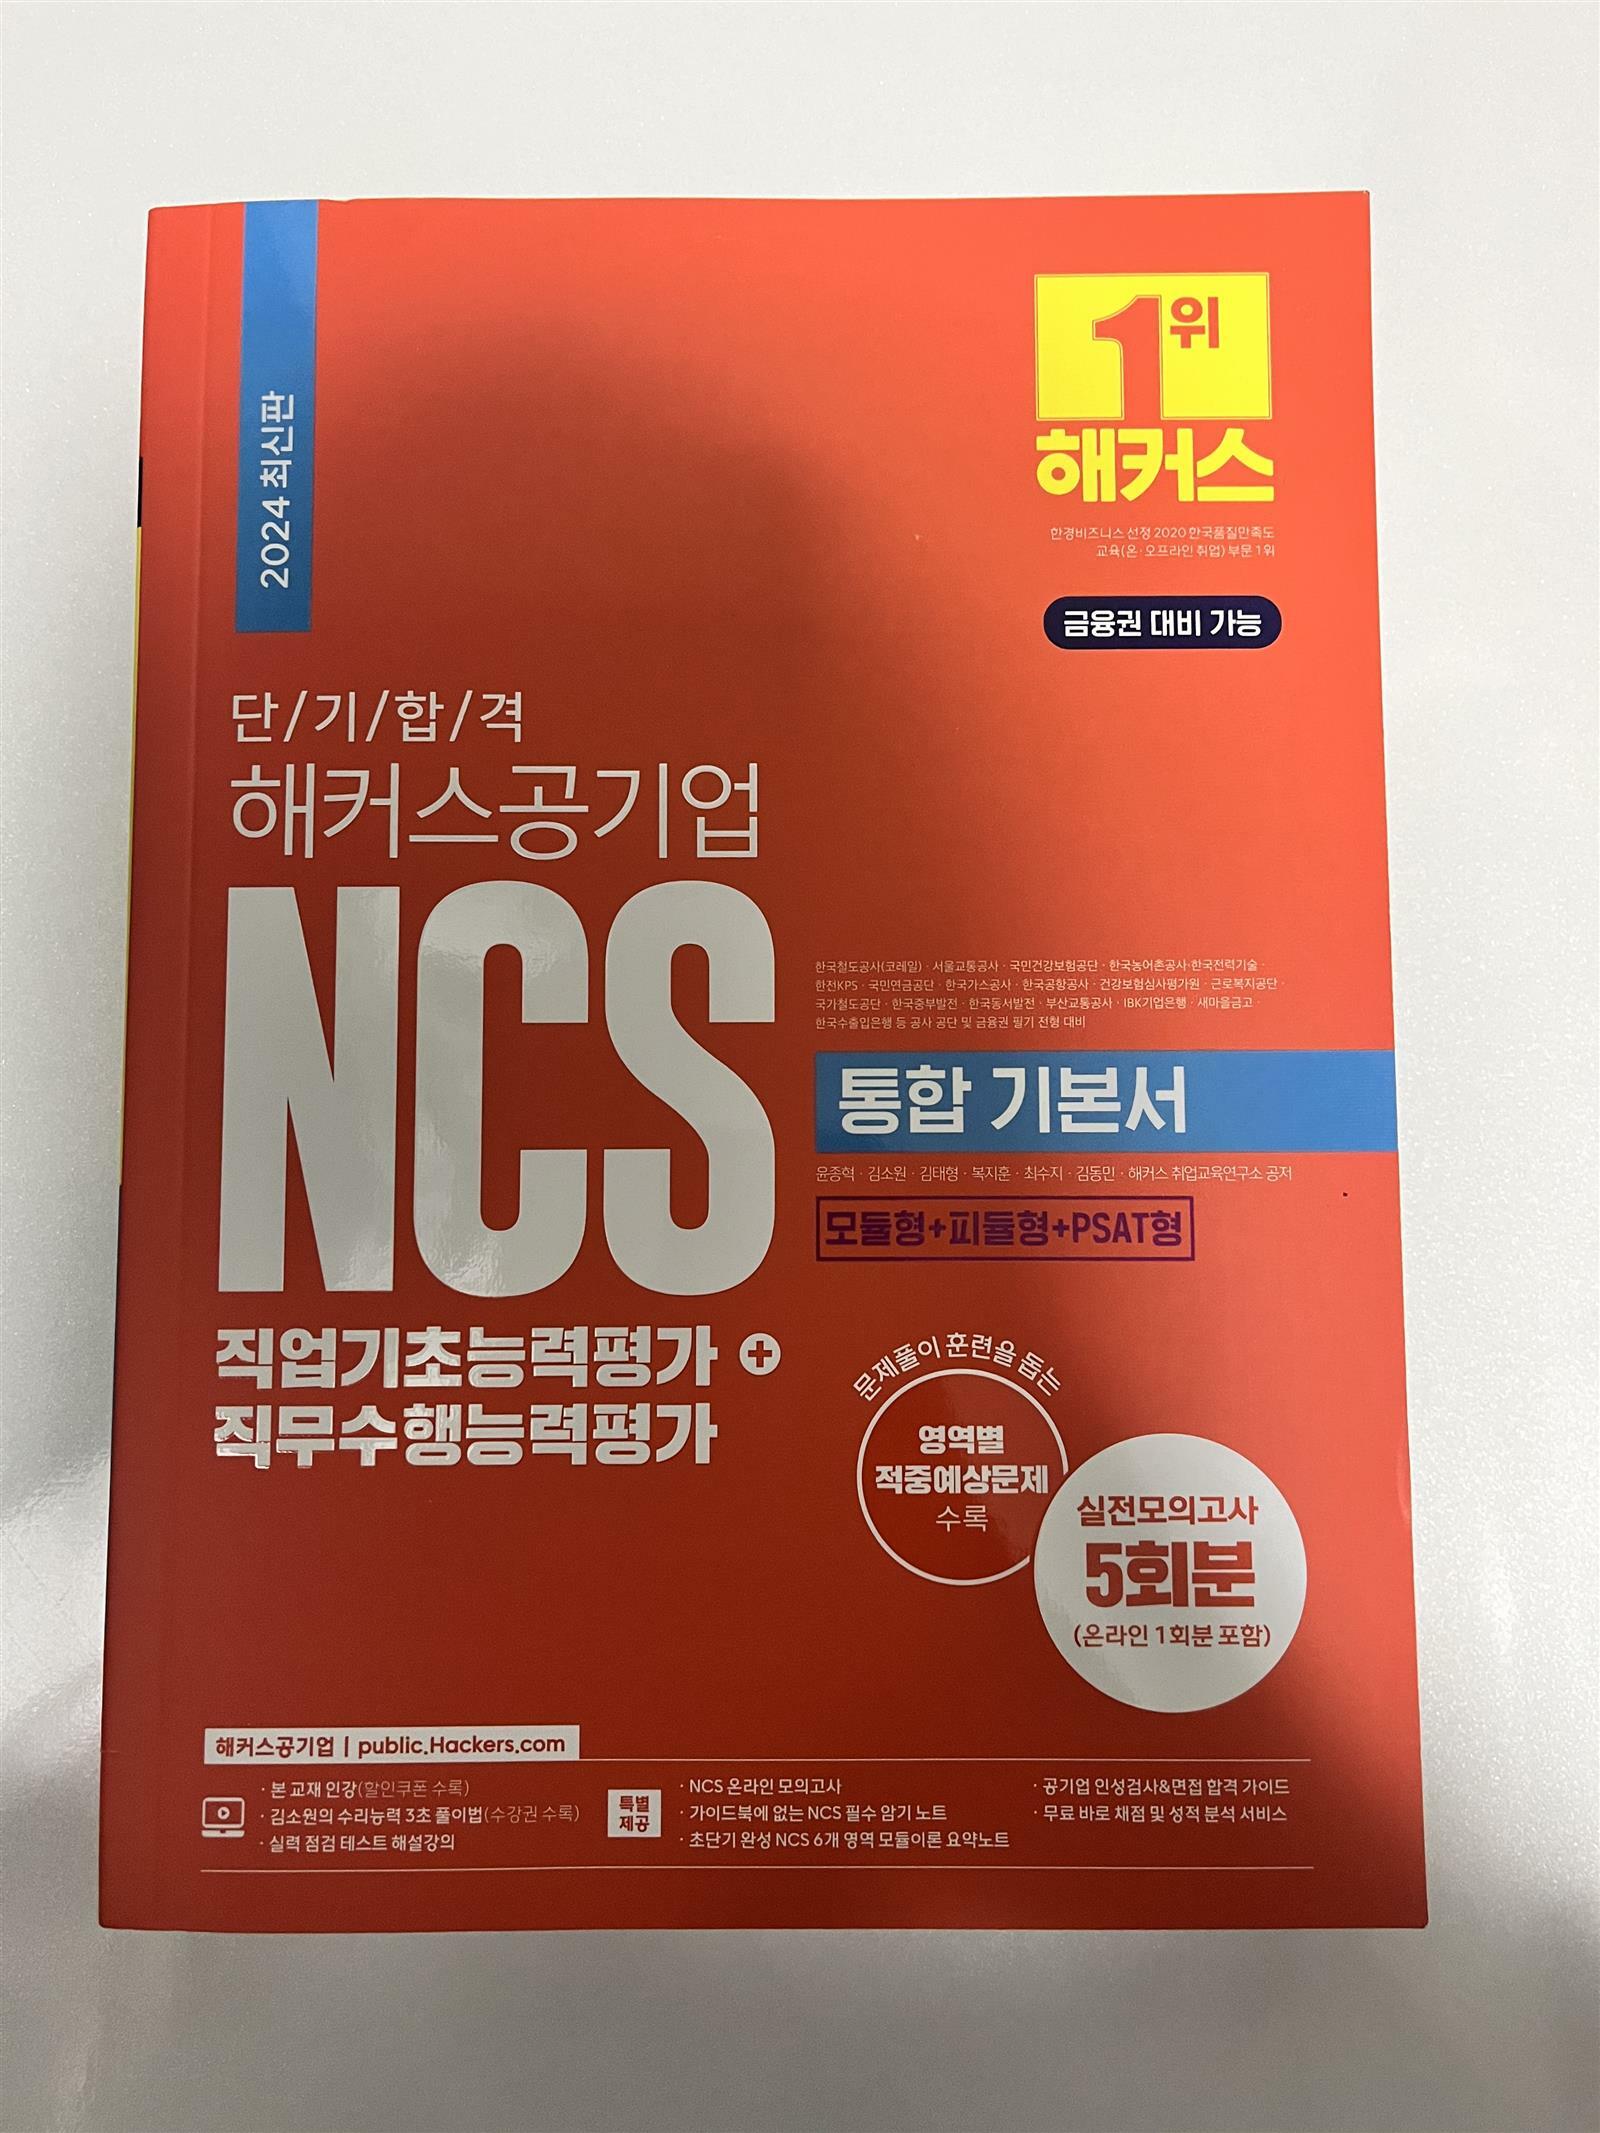 2024 최신판
1위
해커스
한경비즈니스 선정 2020 한국품질만족도
교육(온·오프라인 취업) 부문 1위
금융권 대비 가능
단/기/합/격
해커스공기업
NCS
직업기초능력평가 +
직무수행능력평가
한국철도공사(코레일) · 서울교통공사 · 국민건강보험공단 · 한국농어촌공사·한국전력기술 ·
한전KPS · 국민연금공단 · 한국가스공사 · 한국공항공사 · 건강보험심사평가원 · 근로복지공단 ·
국가철도공단 · 한국중부발전 · 한국동서발전 · 부산교통공사 · IBK기업은행 · 새마을금고 ·
한국수출입은행 등 공사 공단 및 금융권 필기 전형 대비
통합 기본서
윤종혁 · 김소원 · 김태형 · 복지훈 · 최수지 · 김동민 · 해커스 취업교육연구소 공저
모듈형+피듈형+PSAT형
문제풀이 훈련을 돕는
영역별
적중예상문제
수록
실전모의고사
5회분
(온라인 1회분 포함)
해커스공기업 | public.Hackers.com
· 본 교재 인강(할인쿠폰 수록)
· 김소원의 수리능력 3초 풀이법(수강권 수록)
· 실력 점검 테스트 해설강의
특별
제공
· NCS 온라인 모의고사
· 가이드북에 없는 NCS 필수 암기 노트
· 초단기 완성 NCS 6개 영역 모듈이론 요약노트
· 공기업 인성검사&면접 합격 가이드
· 무료 바로 채점 및 성적 분석 서비스